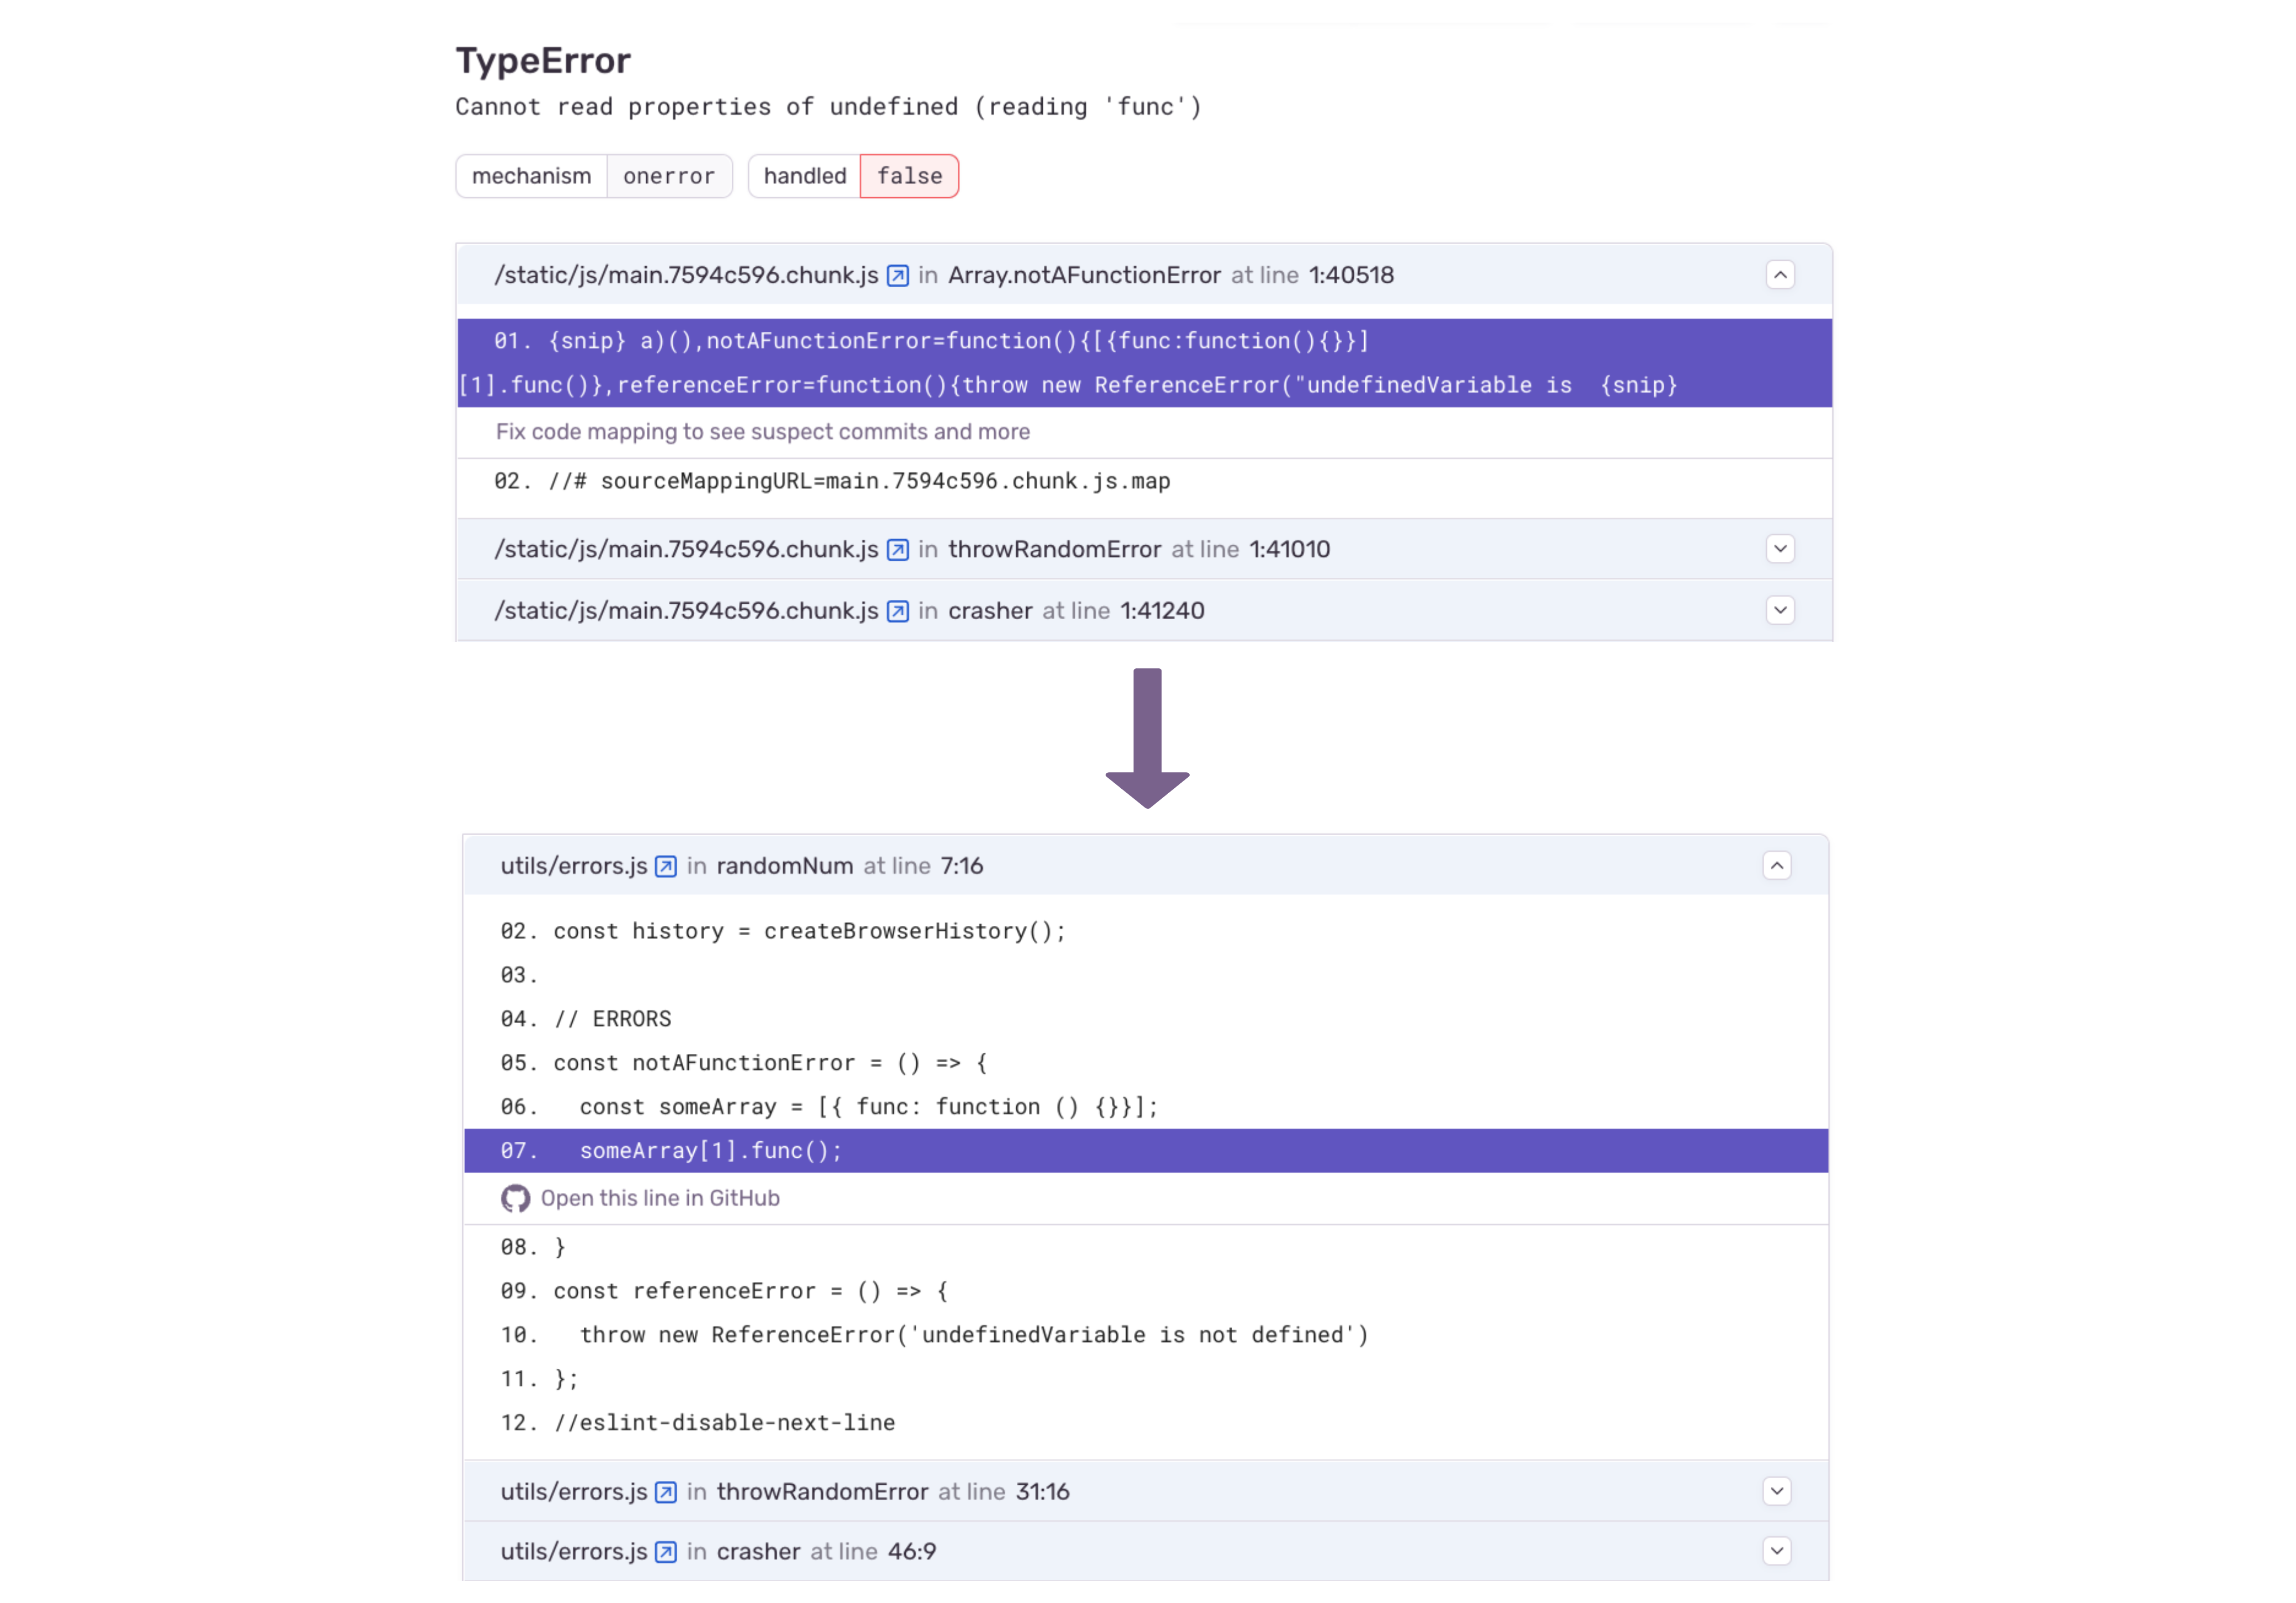 TypeError
Cannot read properties of undefined (reading 'func')
mechanism onerror handled false
/static/js/main.7594c596.chunk.js in Array.notAFunctionError at line 1:40518
01. {snip} a)(),notAFunctionError=function(){[{func:function(){}}]
[1].func()},referenceError=function(){throw new ReferenceError("undefinedVariable is  {snip}
Fix code mapping to see suspect commits and more
02. //# sourceMappingURL=main.7594c596.chunk.js.map
/static/js/main.7594c596.chunk.js in throwRandomError at line 1:41010
/static/js/main.7594c596.chunk.js in crasher at line 1:41240
utils/errors.js in randomNum at line 7:16
02. const history = createBrowserHistory();
03.
04. // ERRORS
05. const notAFunctionError = () => {
06.   const someArray = [{ func: function () {}}];
07.   someArray[1].func();
Open this line in GitHub
08. }
09. const referenceError = () => {
10.   throw new ReferenceError('undefinedVariable is not defined')
11. };
12. //eslint-disable-next-line
utils/errors.js in throwRandomError at line 31:16
utils/errors.js in crasher at line 46:9